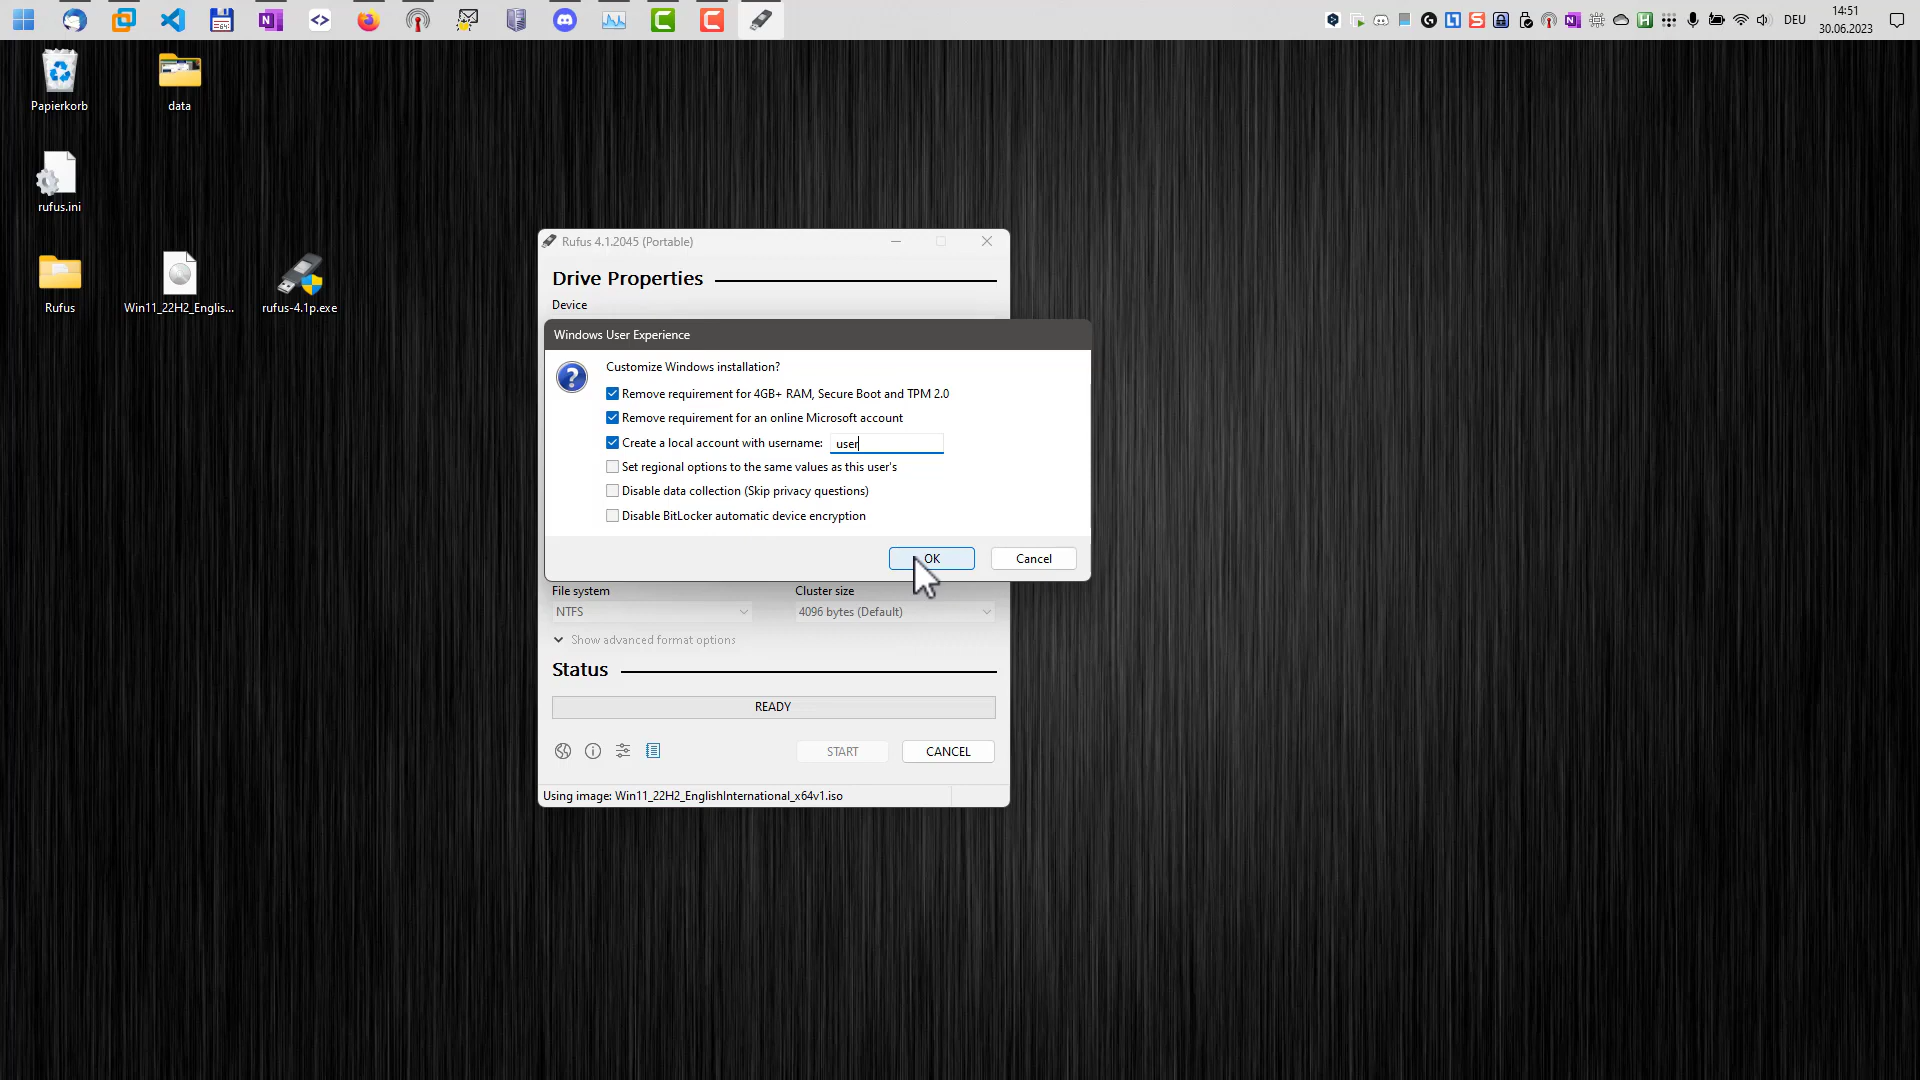 DEU
14:51
30.06.2023
Papierkorb
data
rufus.ini
Rufus
Win11_22H2_Englis...
rufus-4.1p.exe
Rufus 4.1.2045 (Portable)
Drive Properties
Device
Windows User Experience
Customize Windows installation?
Remove requirement for 4GB+ RAM, Secure Boot and TPM 2.0
Remove requirement for an online Microsoft account
Create a local account with username: user
Set regional options to the same values as this user's
Disable data collection (Skip privacy questions)
Disable BitLocker automatic device encryption
OK
Cancel
File system
Cluster size
NTFS
4096 bytes (Default)
Show advanced format options
Status
READY
START
CANCEL
Using image: Win11_22H2_EnglishInternational_x64v1.iso